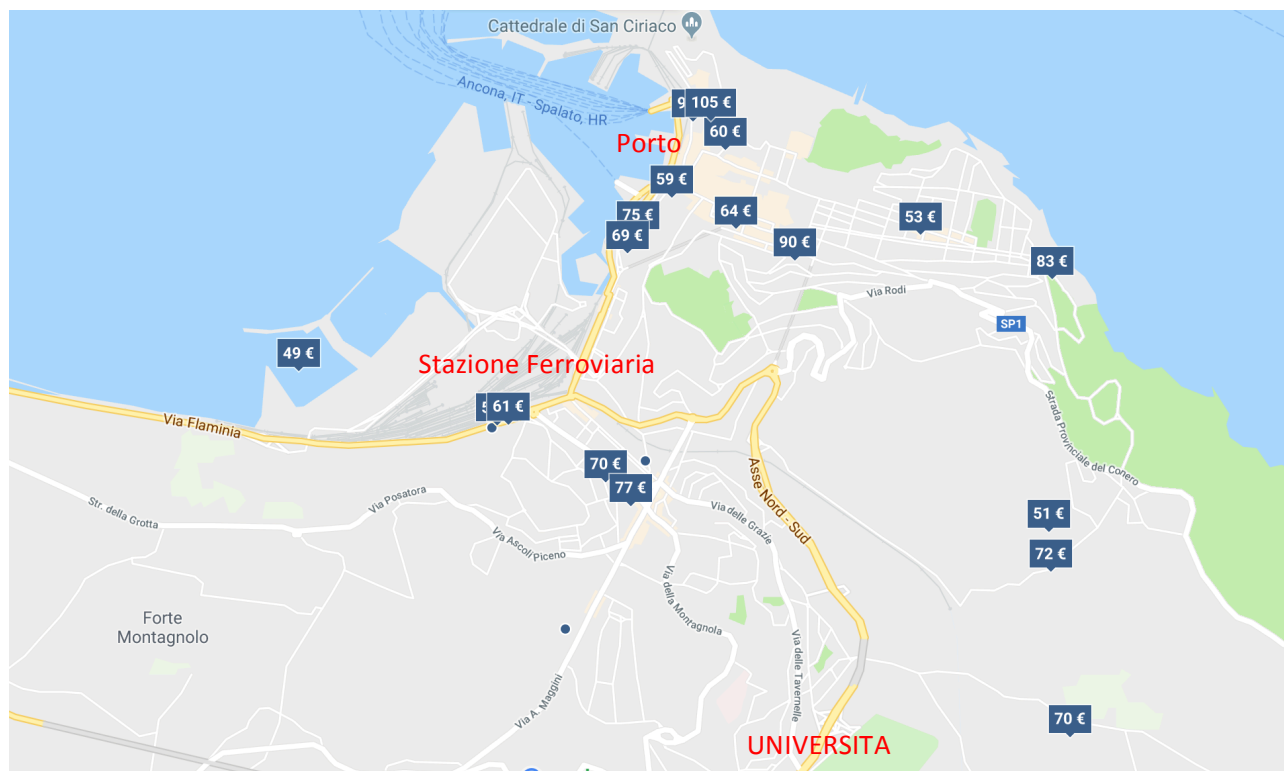 Cattedrale di San Ciriaco
Ancona, IT - Spalato, HR
105 €
60 €
Porto
59 €
75 €
64 €
53 €
69 €
90 €
83 €
Via Rodi
SP1
49 €
Stazione Ferroviaria
61 €
Via Flaminia
Strada Provinciale del Conero
70 €
77 €
Asse Nord - Sud
Via Posatora
Str. della Grotta
Via delle Grazie
51 €
Via Ascoli Piceno
72 €
Via della Montagnola
Forte
Montagnolo
Via delle Tavernelle
Via A. Maggini
70 €
UNIVERSITA